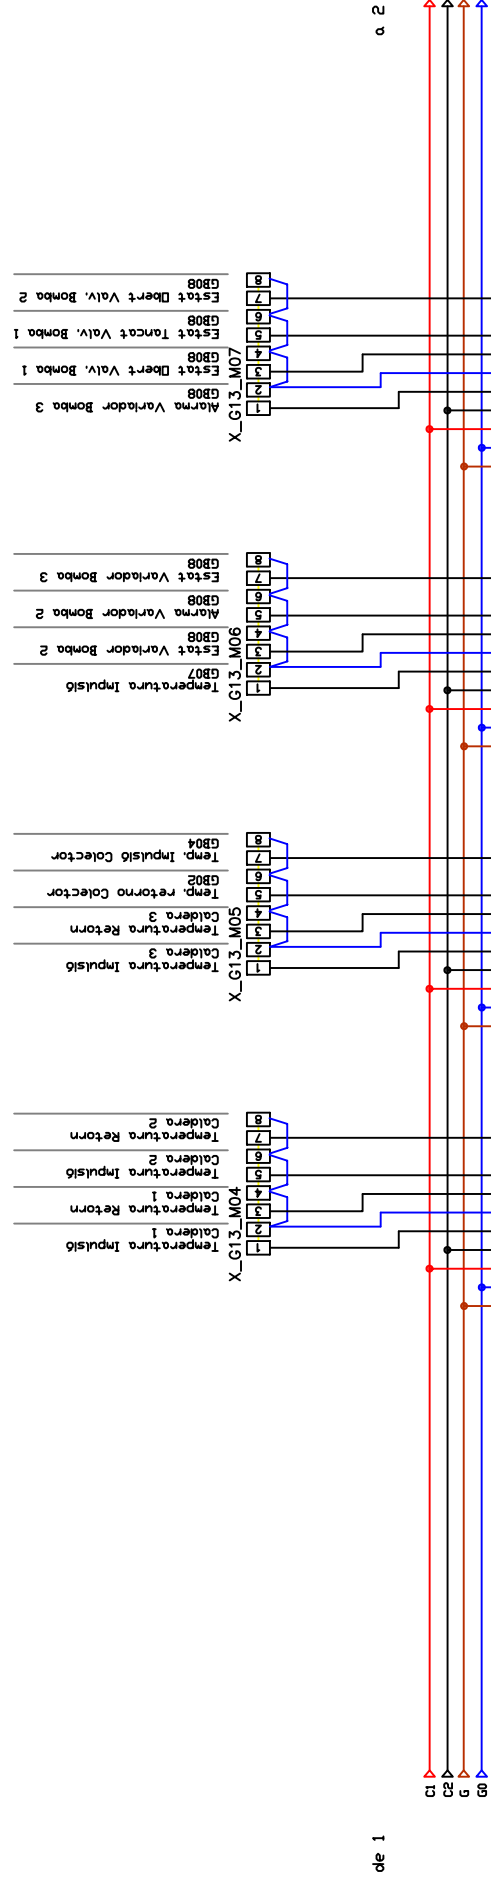 a 2
Estat Obert Valv. Bomba 2
GB08
8
7
Estat Tancat Valv. Bomba 1
GB08
6
5
Estat Obert Valv. Bomba 1
GB08
4
3
Alarma Variador Bomba 3
GB08
2
1
X_G13_M07
Estat Variador Bomba 3
GB08
8
7
Alarma Variador Bomba 2
GB08
6
5
Estat Variador Bomba 2
GB08
4
3
Temperatura Impulsió
GB07
2
1
X_G13_M06
Temp. Impulsió Colector
GB04
8
7
Temp. retorno Colector
GB02
6
5
Temperatura Retorn
Caldera 3
4
3
Temperatura Impulsió
Caldera 3
2
1
X_G13_M05
Temperatura Retorn
Caldera 2
8
7
Temperatura Impulsió
Caldera 2
6
5
Temperatura Retorn
Caldera 1
4
3
Temperatura Impulsió
Caldera 1
2
1
X_G13_M04
C1
C2
G
G0
de 1